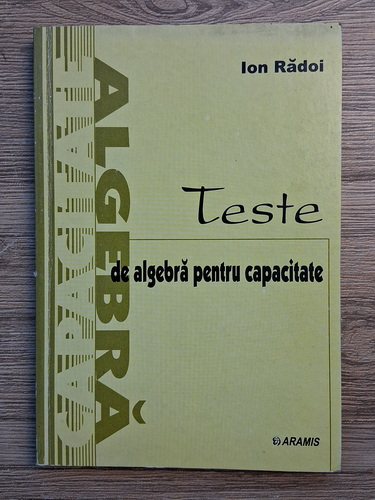 Ion Rădoi
CAPACITATE
ALGEBRĂ
Teste
de algebră pentru capacitate
ARAMIS